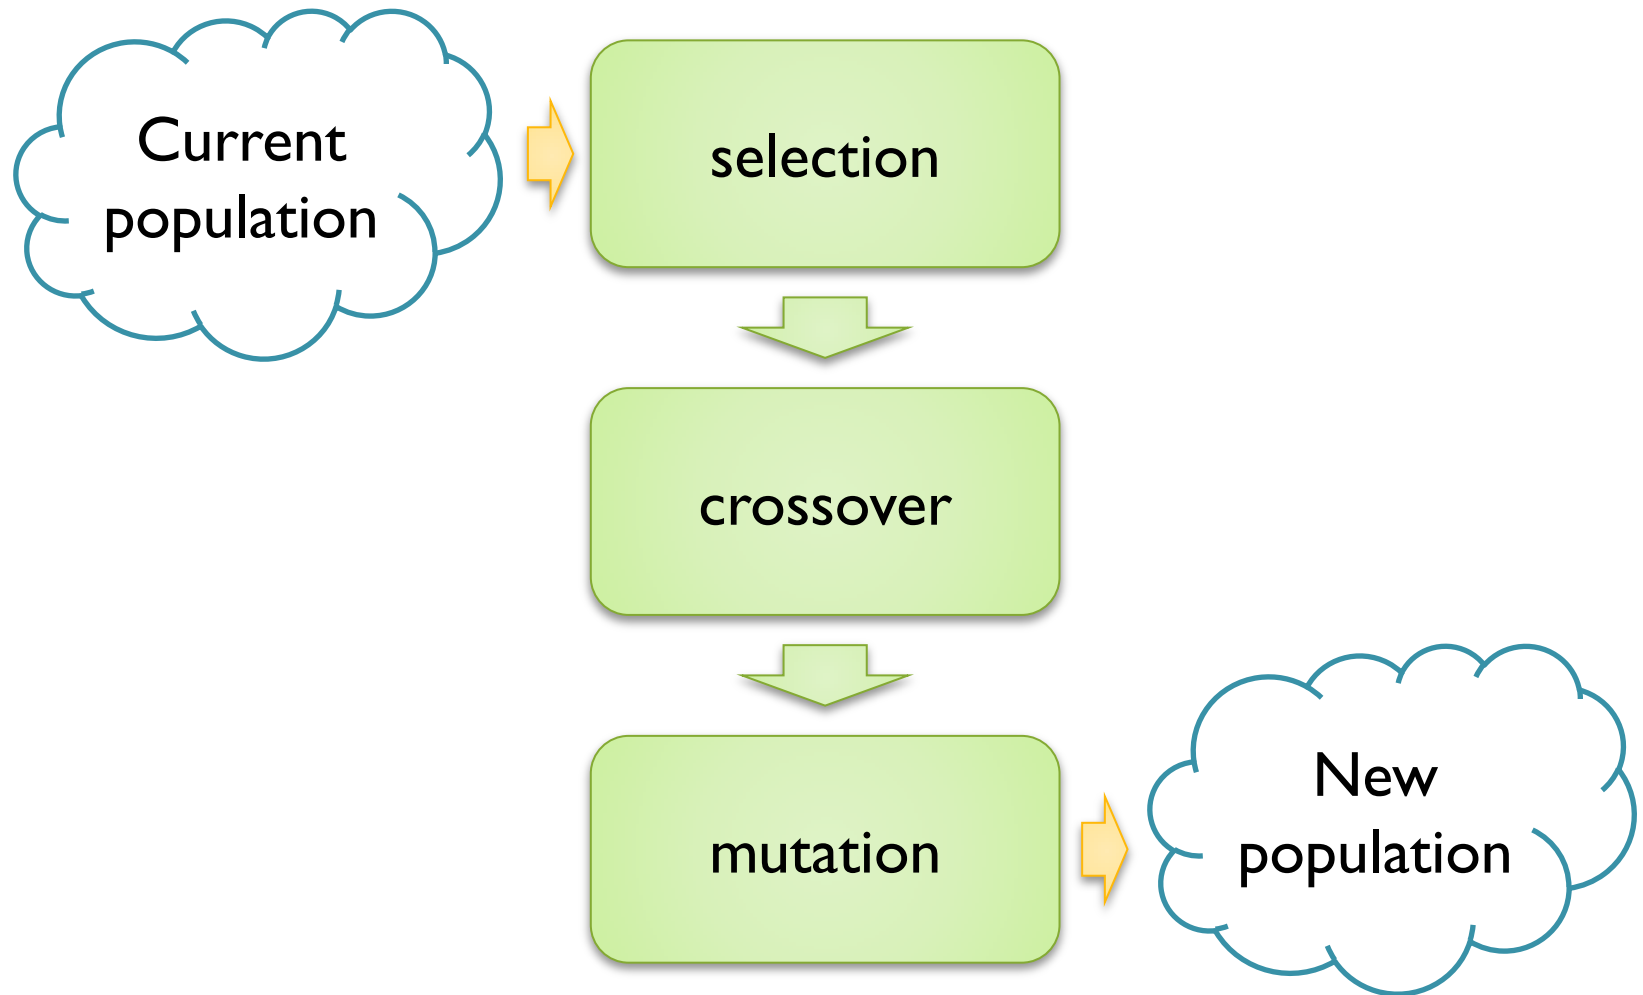 Current
population
selection
crossover
mutation
New
population